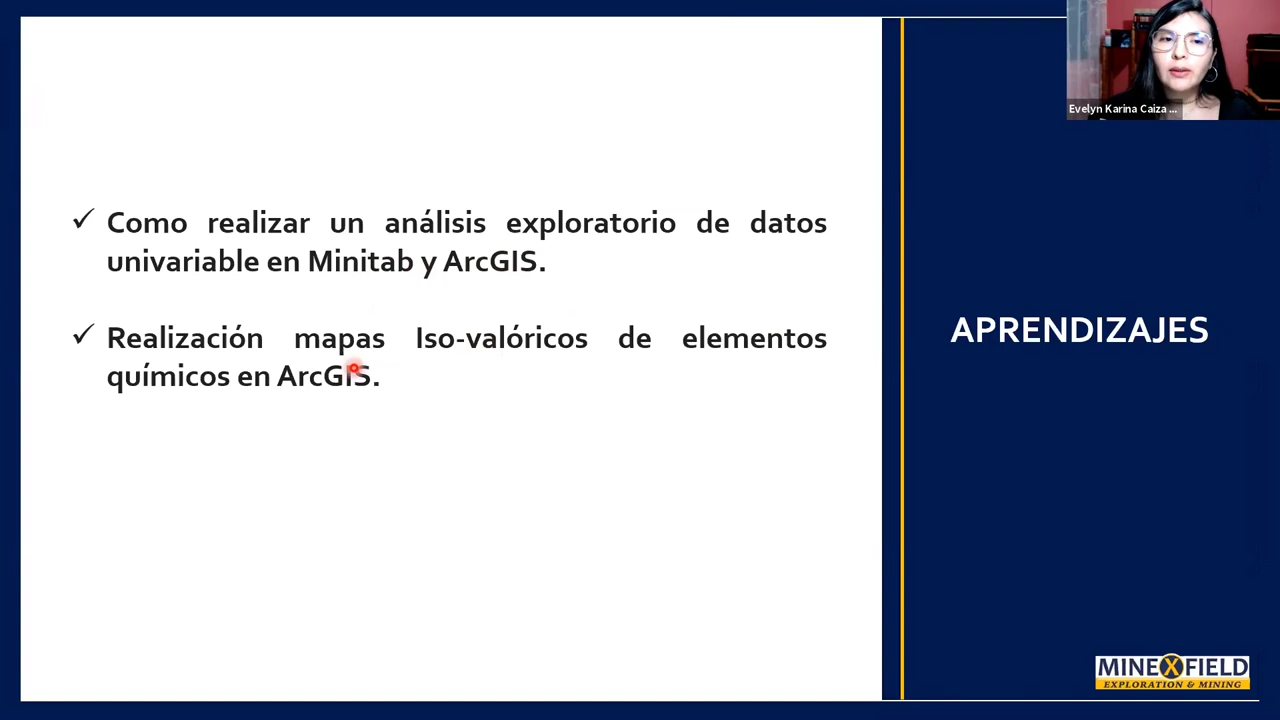 Evelyn Karina Caiza ...
✓ Como realizar un análisis exploratorio de datos
univariable en Minitab y ArcGIS.
✓ Realización mapas Iso-valóricos de elementos
químicos en ArcGIS.
APRENDIZAJES
MINEXFIELD
EXPLORATION & MINING